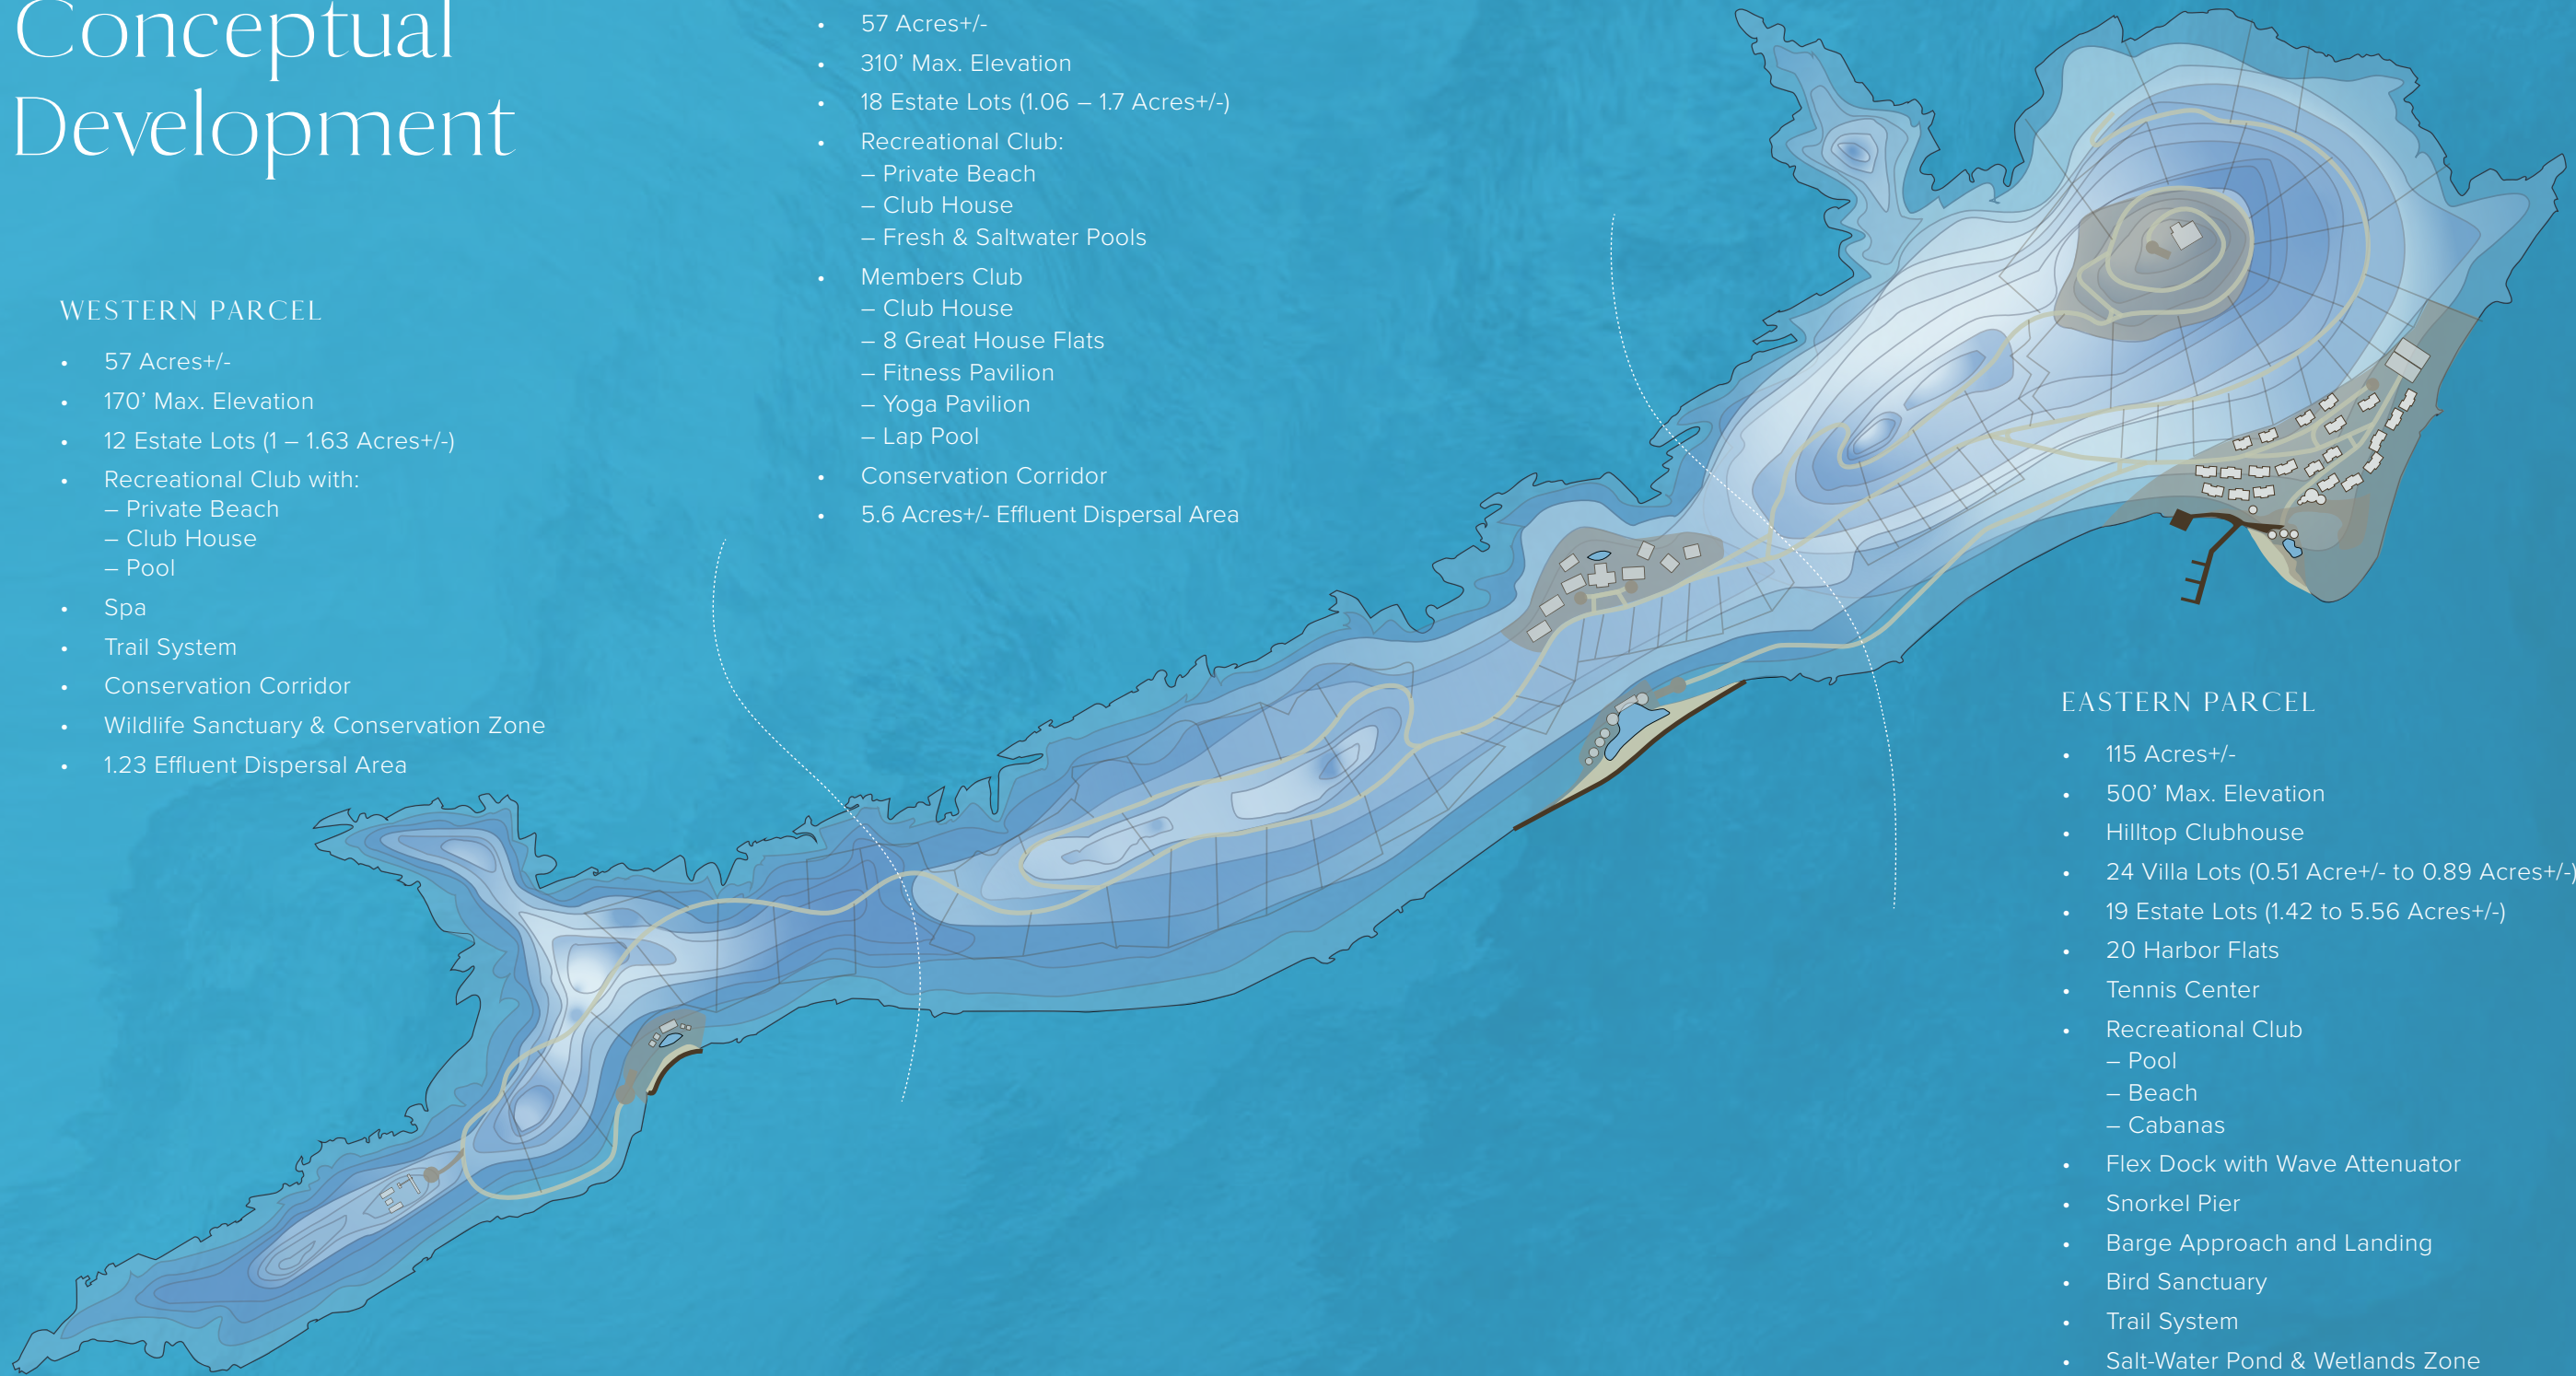 Conceptual
Development
WESTERN PARCEL
• 57 Acres+/-
• 170’ Max. Elevation
• 12 Estate Lots (1 – 1.63 Acres+/-)
• Recreational Club with:
– Private Beach
– Club House
– Pool
• Spa
• Trail System
• Conservation Corridor
• Wildlife Sanctuary & Conservation Zone
• 1.23 Effluent Dispersal Area
• 57 Acres+/-
• 310’ Max. Elevation
• 18 Estate Lots (1.06 – 1.7 Acres+/-)
• Recreational Club:
– Private Beach
– Club House
– Fresh & Saltwater Pools
• Members Club
– Club House
– 8 Great House Flats
– Fitness Pavilion
– Yoga Pavilion
– Lap Pool
• Conservation Corridor
• 5.6 Acres+/- Effluent Dispersal Area
EASTERN PARCEL
• 115 Acres+/-
• 500’ Max. Elevation
• Hilltop Clubhouse
• 24 Villa Lots (0.51 Acre+/- to 0.89 Acres+/-)
• 19 Estate Lots (1.42 to 5.56 Acres+/-)
• 20 Harbor Flats
• Tennis Center
• Recreational Club
– Pool
– Beach
– Cabanas
• Flex Dock with Wave Attenuator
• Snorkel Pier
• Barge Approach and Landing
• Bird Sanctuary
• Trail System
• Salt-Water Pond & Wetlands Zone